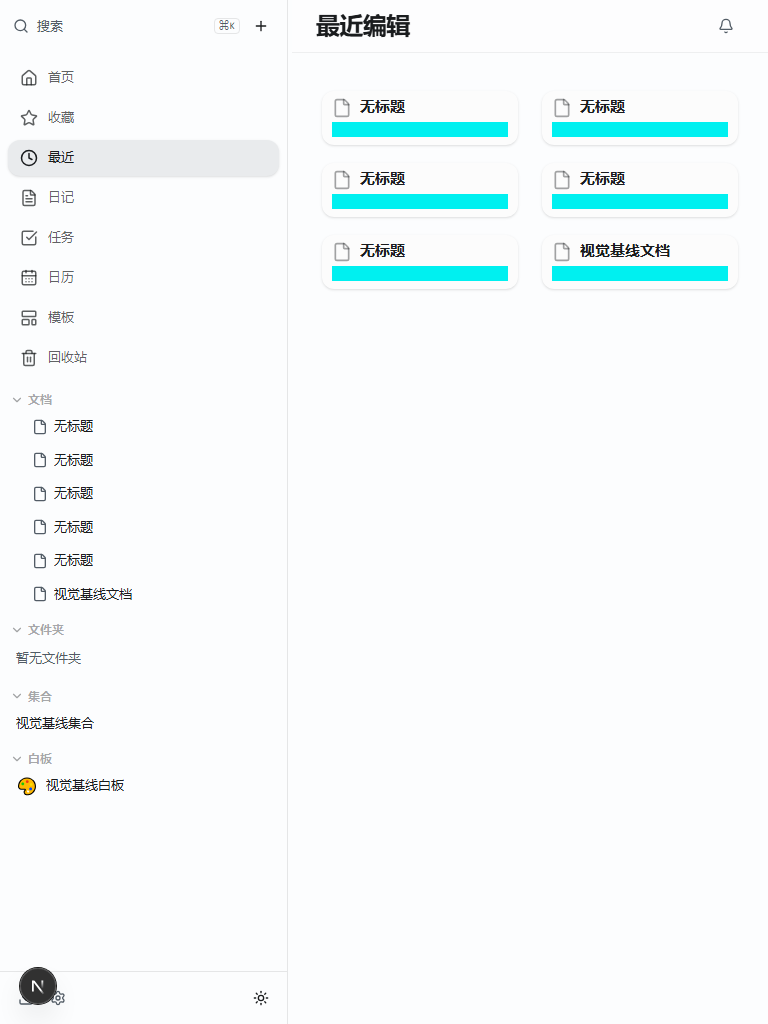 搜索
⌘K
首页
收藏
最近
日记
任务
日历
模板
回收站
文档
无标题
无标题
无标题
无标题
无标题
视觉基线文档
文件夹
暂无文件夹
集合
视觉基线集合
白板
视觉基线白板
N
最近编辑
无标题
无标题
无标题
无标题
无标题
视觉基线文档